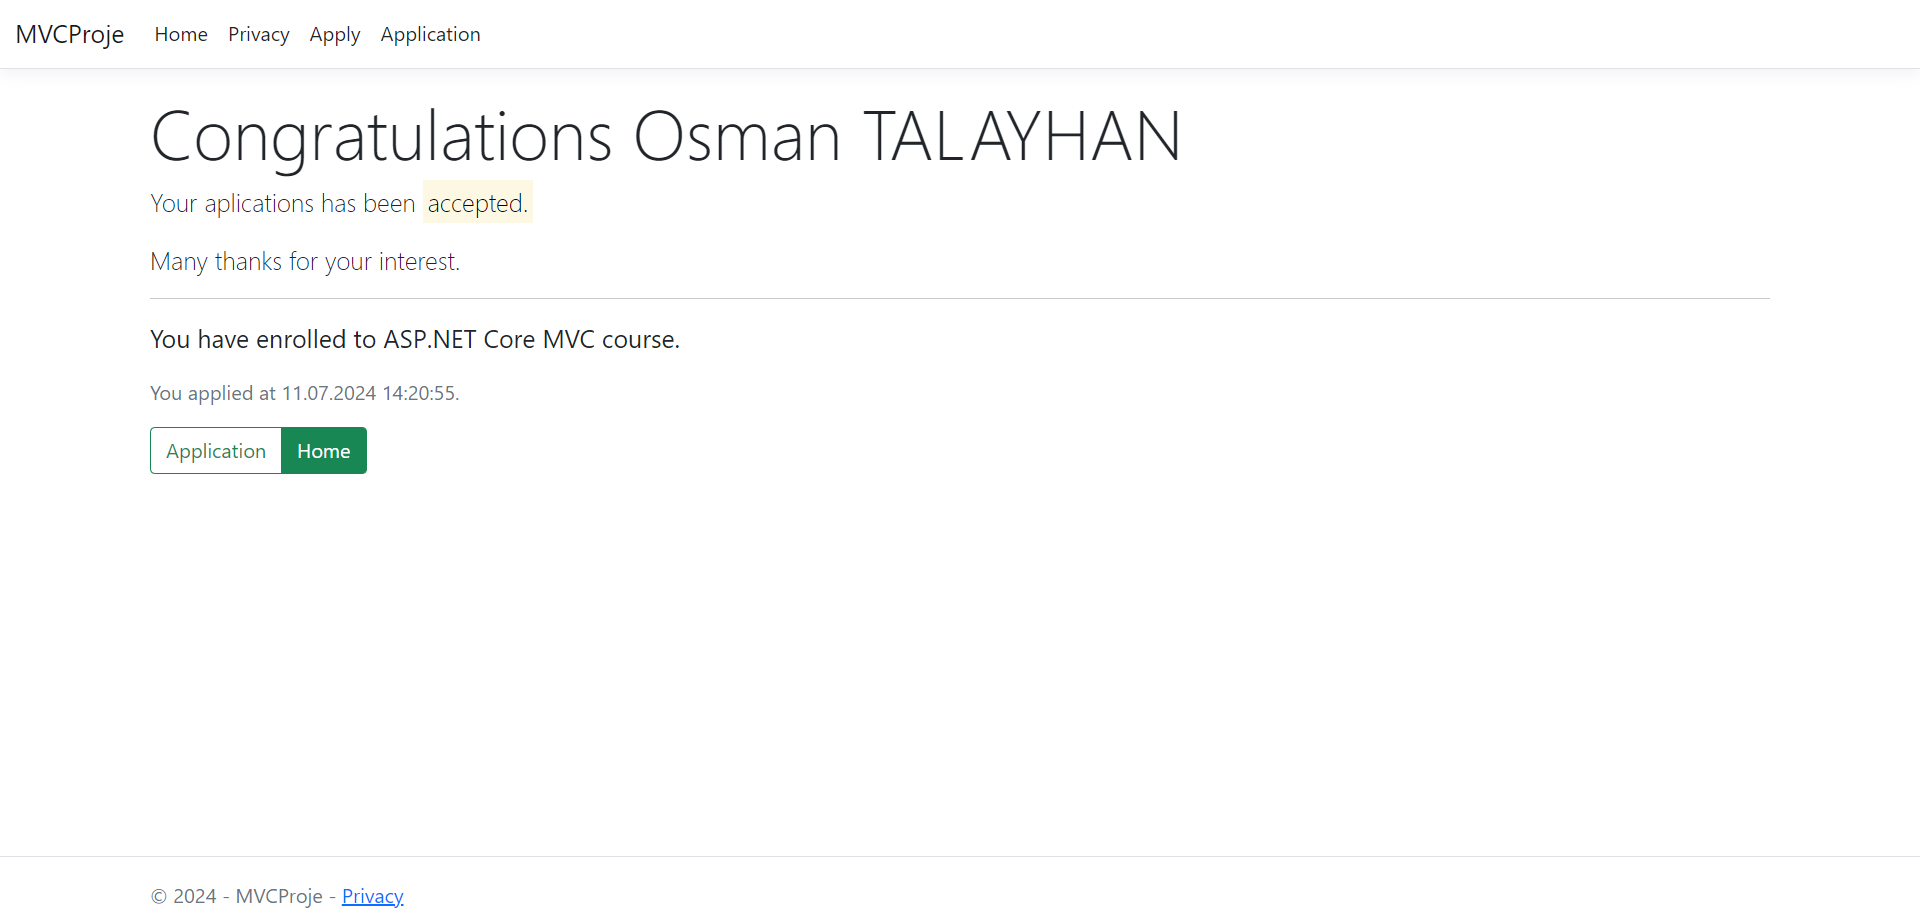 MVCProje Home Privacy Apply Application
Congratulations Osman TALAYHAN
Your aplications has been accepted.
Many thanks for your interest.
You have enrolled to ASP.NET Core MVC course.
You applied at 11.07.2024 14:20:55.
Application Home
© 2024 - MVCProje - Privacy